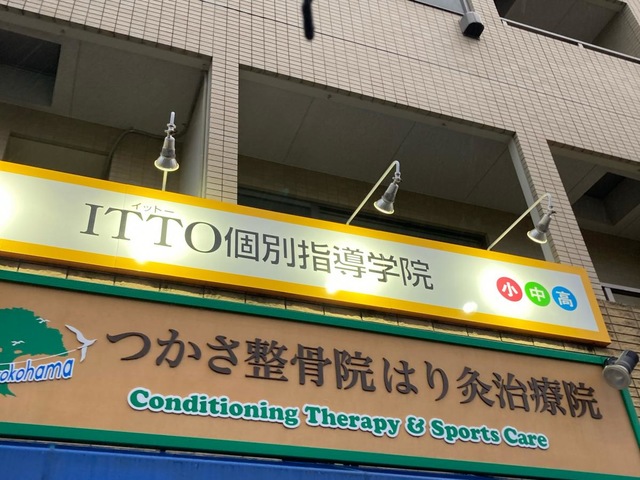 イットー
ITTO個別指導学院
小 中 高
つかさ整骨院 はり灸治療院
Conditioning Therapy & Sports Care